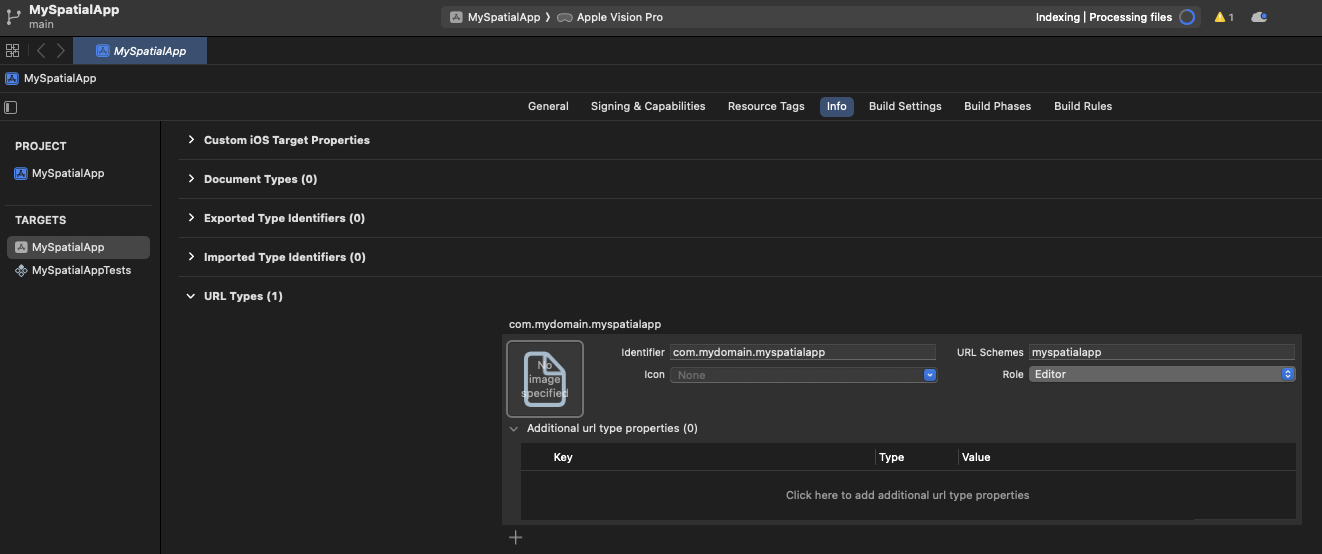 MySpatialApp
main
MySpatialApp
Apple Vision Pro
Indexing | Processing files
1
MySpatialApp
MySpatialApp
General
Signing & Capabilities
Resource Tags
Info
Build Settings
Build Phases
Build Rules
PROJECT
MySpatialApp
TARGETS
MySpatialApp
MySpatialAppTests
Custom iOS Target Properties
Document Types (0)
Exported Type Identifiers (0)
Imported Type Identifiers (0)
URL Types (1)
com.mydomain.myspatialapp
No
image
specified
Identifier
com.mydomain.myspatialapp
URL Schemes
myspatialapp
Icon
None
Role
Editor
Additional url type properties (0)
Key
Type
Value
Click here to add additional url type properties